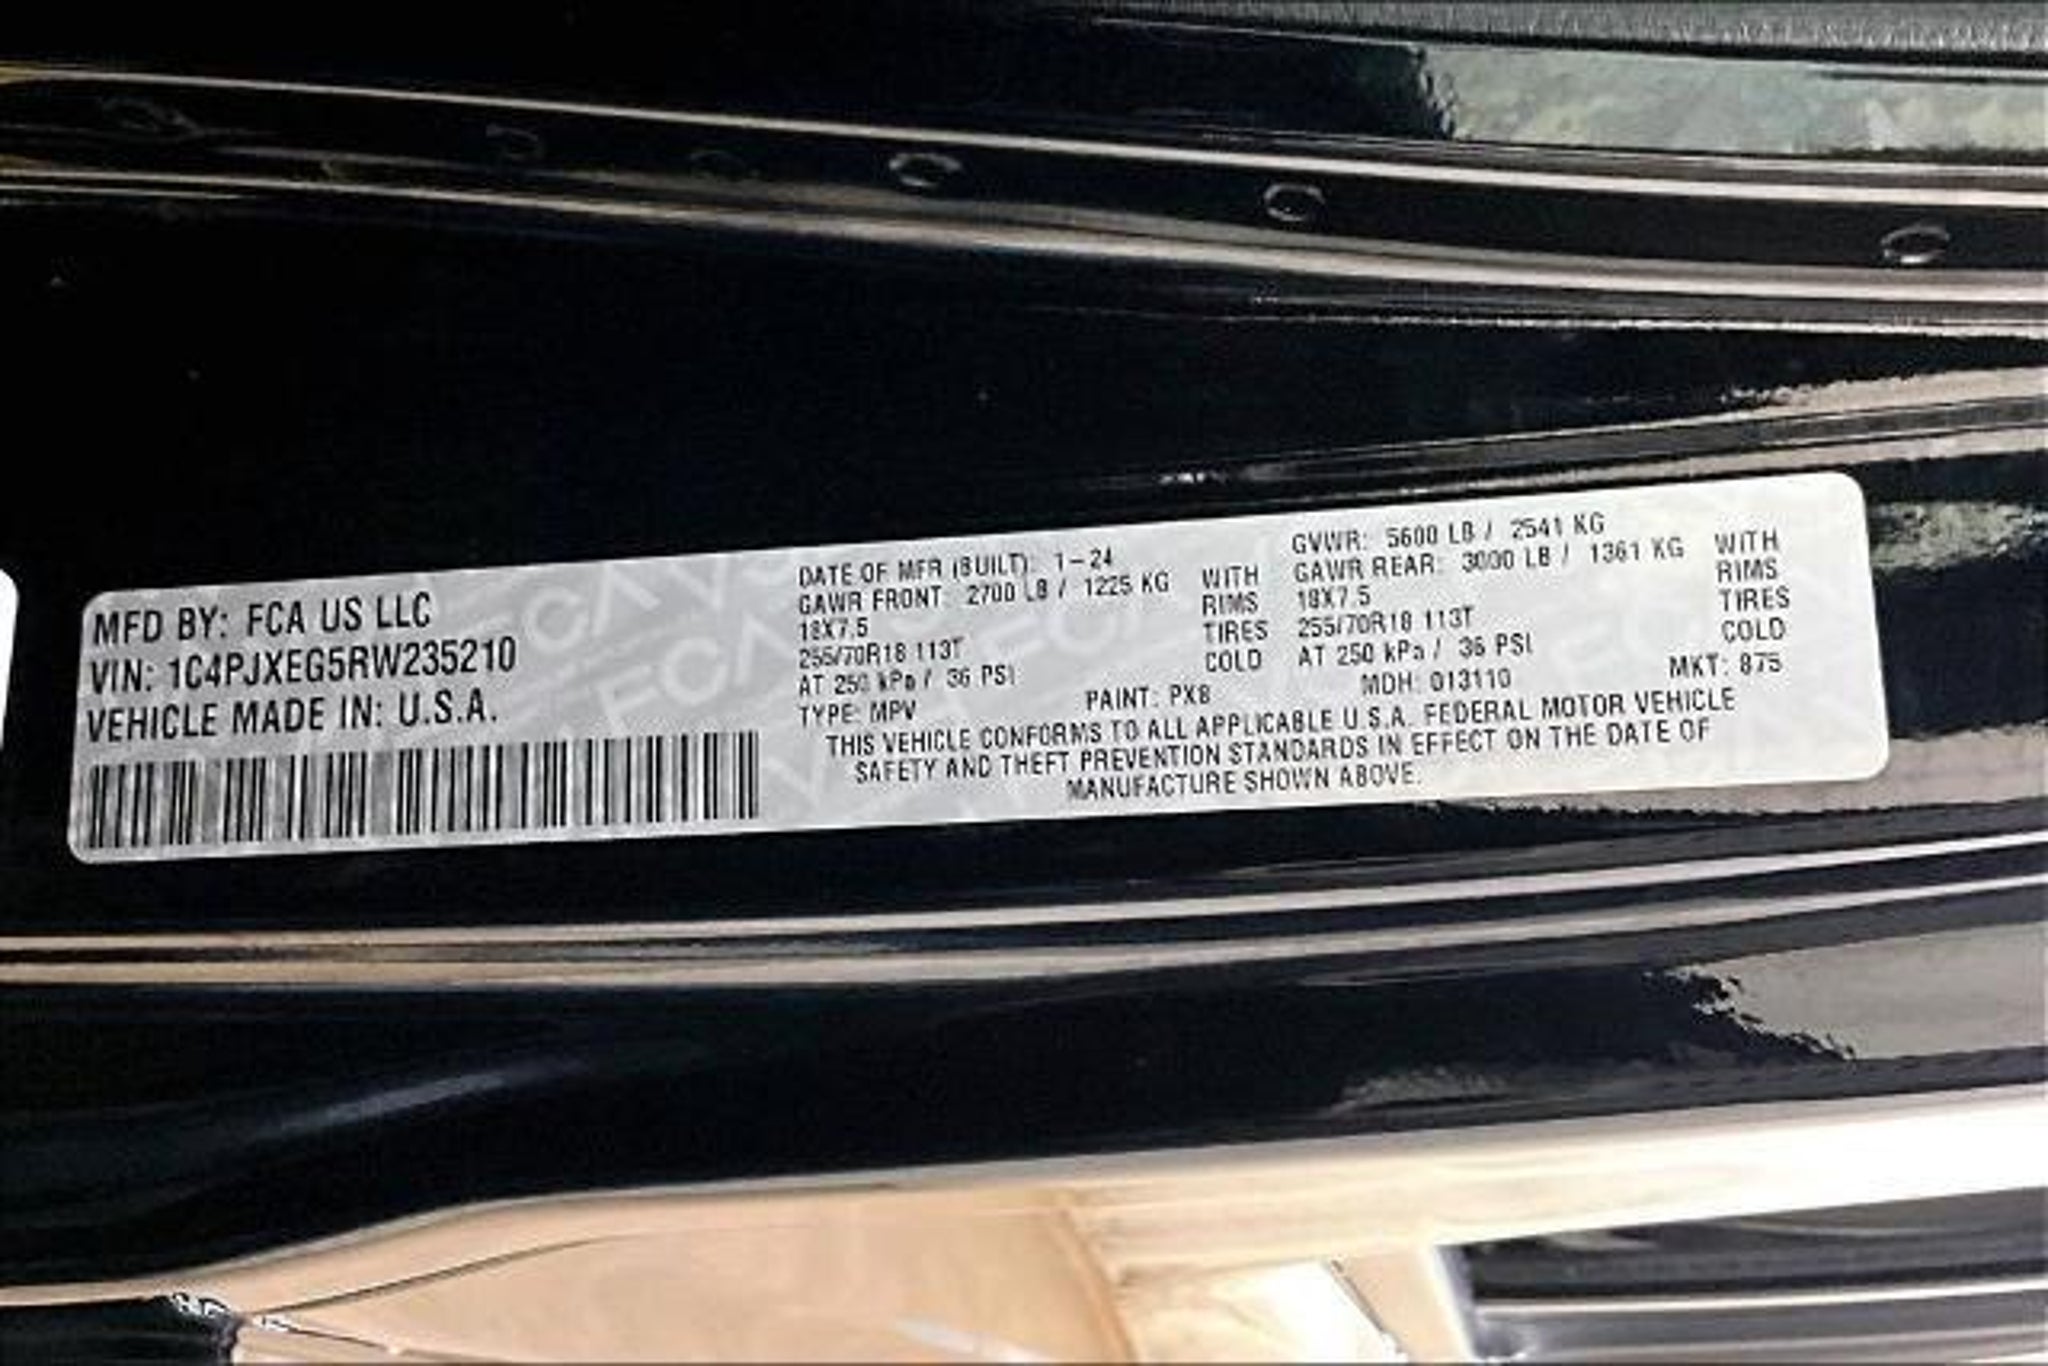 MFD BY: FCA US LLC
VIN: 1C4PJXEG5RW235210
VEHICLE MADE IN: U.S.A.
DATE OF MFR (BUILT): 1-24
GAWR FRONT: 2700 LB / 1225 KG WITH
18X7.5 RIMS
255/70R18 113T TIRES
AT 250 kPa / 36 PSI COLD
TYPE: MPV PAINT: PX8 MDH: 013110 MKT: 875
GVWR: 5600 LB / 2541 KG
GAWR REAR: 3000 LB / 1361 KG WITH
18X7.5 RIMS
255/70R18 113T TIRES
AT 250 kPa / 36 PSI COLD
THIS VEHICLE CONFORMS TO ALL APPLICABLE U.S.A. FEDERAL MOTOR VEHICLE
SAFETY AND THEFT PREVENTION STANDARDS IN EFFECT ON THE DATE OF
MANUFACTURE SHOWN ABOVE.